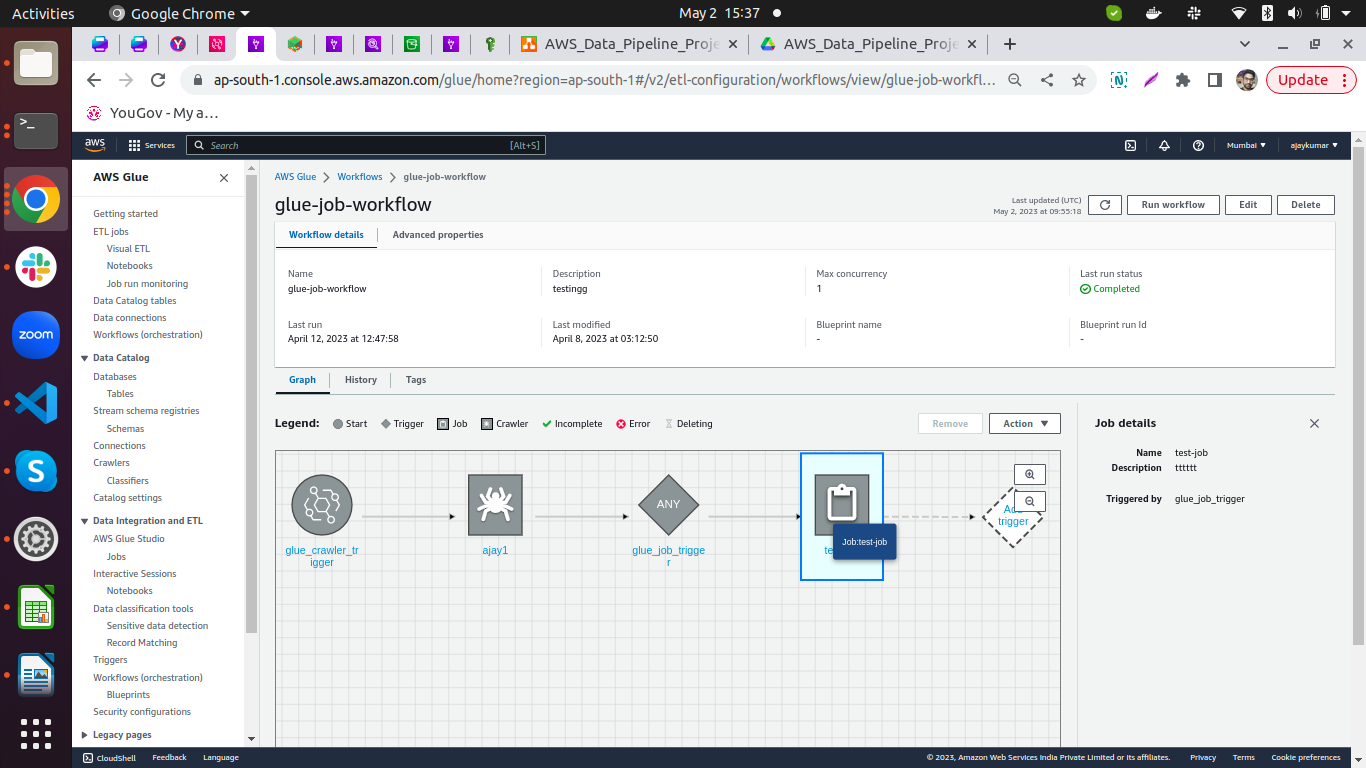 Activities
Google Chrome
May 2 15:37
AWS_Data_Pipeline_Proje
AWS_Data_Pipeline_Proje
ap-south-1.console.aws.amazon.com/glue/home?region=ap-south-1#/v2/etl-configuration/workflows/view/glue-job-workfl...
Update
YouGov - My a...
aws
Services
Search
[Alt+S]
Mumbai
ajaykumar
zoom
AWS Glue
Getting started
ETL jobs
Visual ETL
Notebooks
Job run monitoring
Data Catalog tables
Data connections
Workflows (orchestration)
Data Catalog
Databases
Tables
Stream schema registries
Schemas
Connections
Crawlers
Classifiers
Catalog settings
Data Integration and ETL
AWS Glue Studio
Jobs
Interactive Sessions
Notebooks
Data classification tools
Sensitive data detection
Record Matching
Triggers
Workflows (orchestration)
Blueprints
Security configurations
Legacy pages
AWS Glue
Workflows
glue-job-workflow
glue-job-workflow
Last updated (UTC)
May 2, 2023 at 09:55:18
Run workflow
Edit
Delete
Workflow details
Advanced properties
Name
glue-job-workflow
Description
testingg
Max concurrency
1
Last run status
Completed
Last run
April 12, 2023 at 12:47:58
Last modified
April 8, 2023 at 03:12:50
Blueprint name
-
Blueprint run Id
-
Graph
History
Tags
Legend:
Start
Trigger
Job
Crawler
Incomplete
Error
Deleting
Remove
Action
glue_crawler_tr
igger
ajay1
ANY
glue_job_trigge
r
Job:test-job
trigger
Job details
Name
test-job
Description
tttttt
Triggered by
glue_job_trigger
CloudShell
Feedback
Language
© 2023, Amazon Web Services India Private Limited or its affiliates.
Privacy
Terms
Cookie preferences